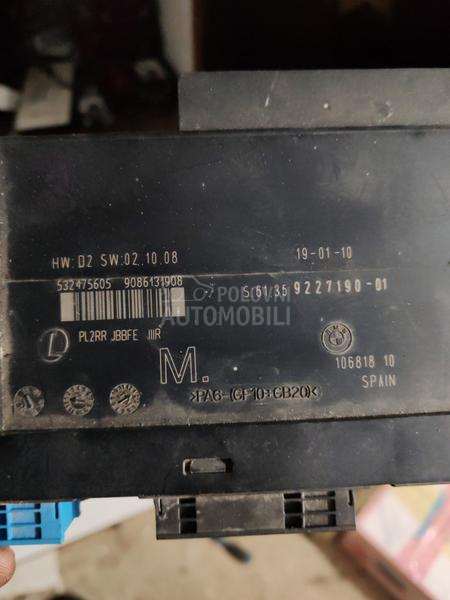 HW:D2 SW:02.10.08 19-01-10
532475605 9086131908 S:61/35 9227190-01
POLOVNI AUTOMOBILI
L PL2RR JBBFE IIIR
BMW
M. 106818 10
SPAIN
>PA6-(GF10+GB20)<